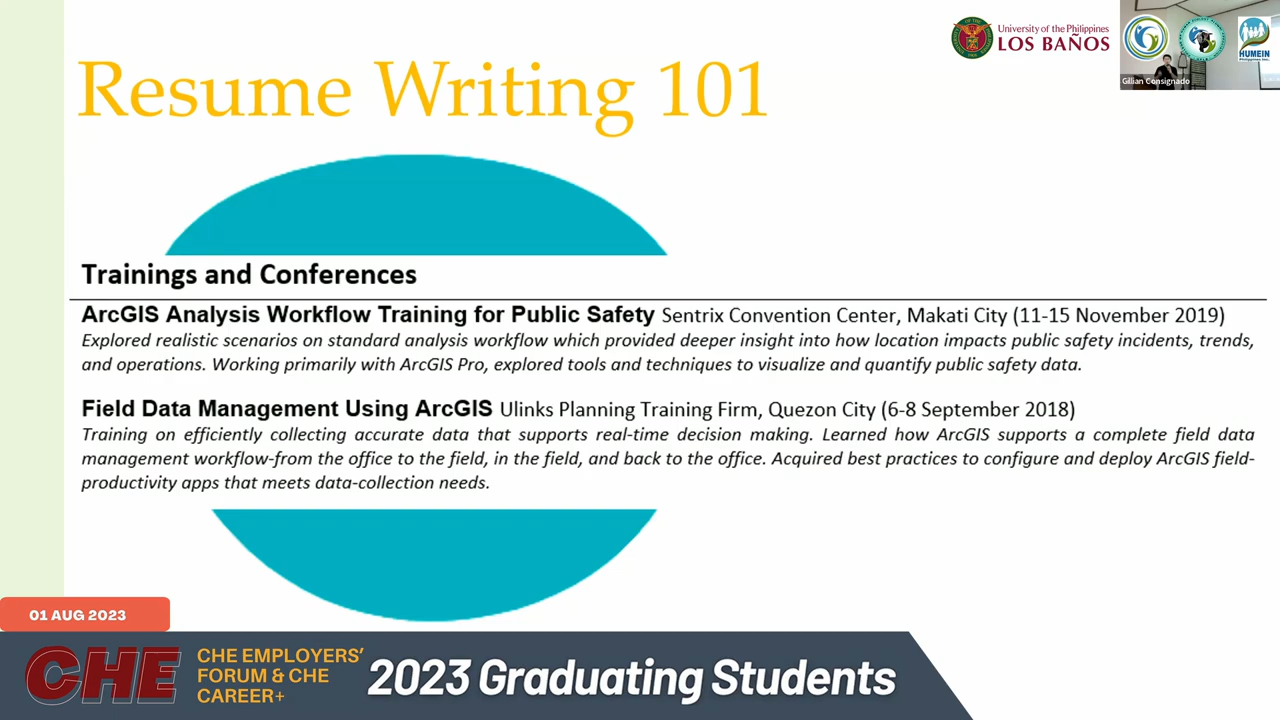 University of the Philippines
LOS BAÑOS
HUMEIN
Philippines Inc.
Gilian Consignado
Resume Writing 101
Trainings and Conferences
ArcGIS Analysis Workflow Training for Public Safety Sentrix Convention Center, Makati City (11-15 November 2019)
Explored realistic scenarios on standard analysis workflow which provided deeper insight into how location impacts public safety incidents, trends,
and operations. Working primarily with ArcGIS Pro, explored tools and techniques to visualize and quantify public safety data.
Field Data Management Using ArcGIS Ulinks Planning Training Firm, Quezon City (6-8 September 2018)
Training on efficiently collecting accurate data that supports real-time decision making. Learned how ArcGIS supports a complete field data
management workflow-from the office to the field, in the field, and back to the office. Acquired best practices to configure and deploy ArcGIS field-
productivity apps that meets data-collection needs.
01 AUG 2023
CHE
CHE EMPLOYERS'
FORUM & CHE
CAREER+
2023 Graduating Students